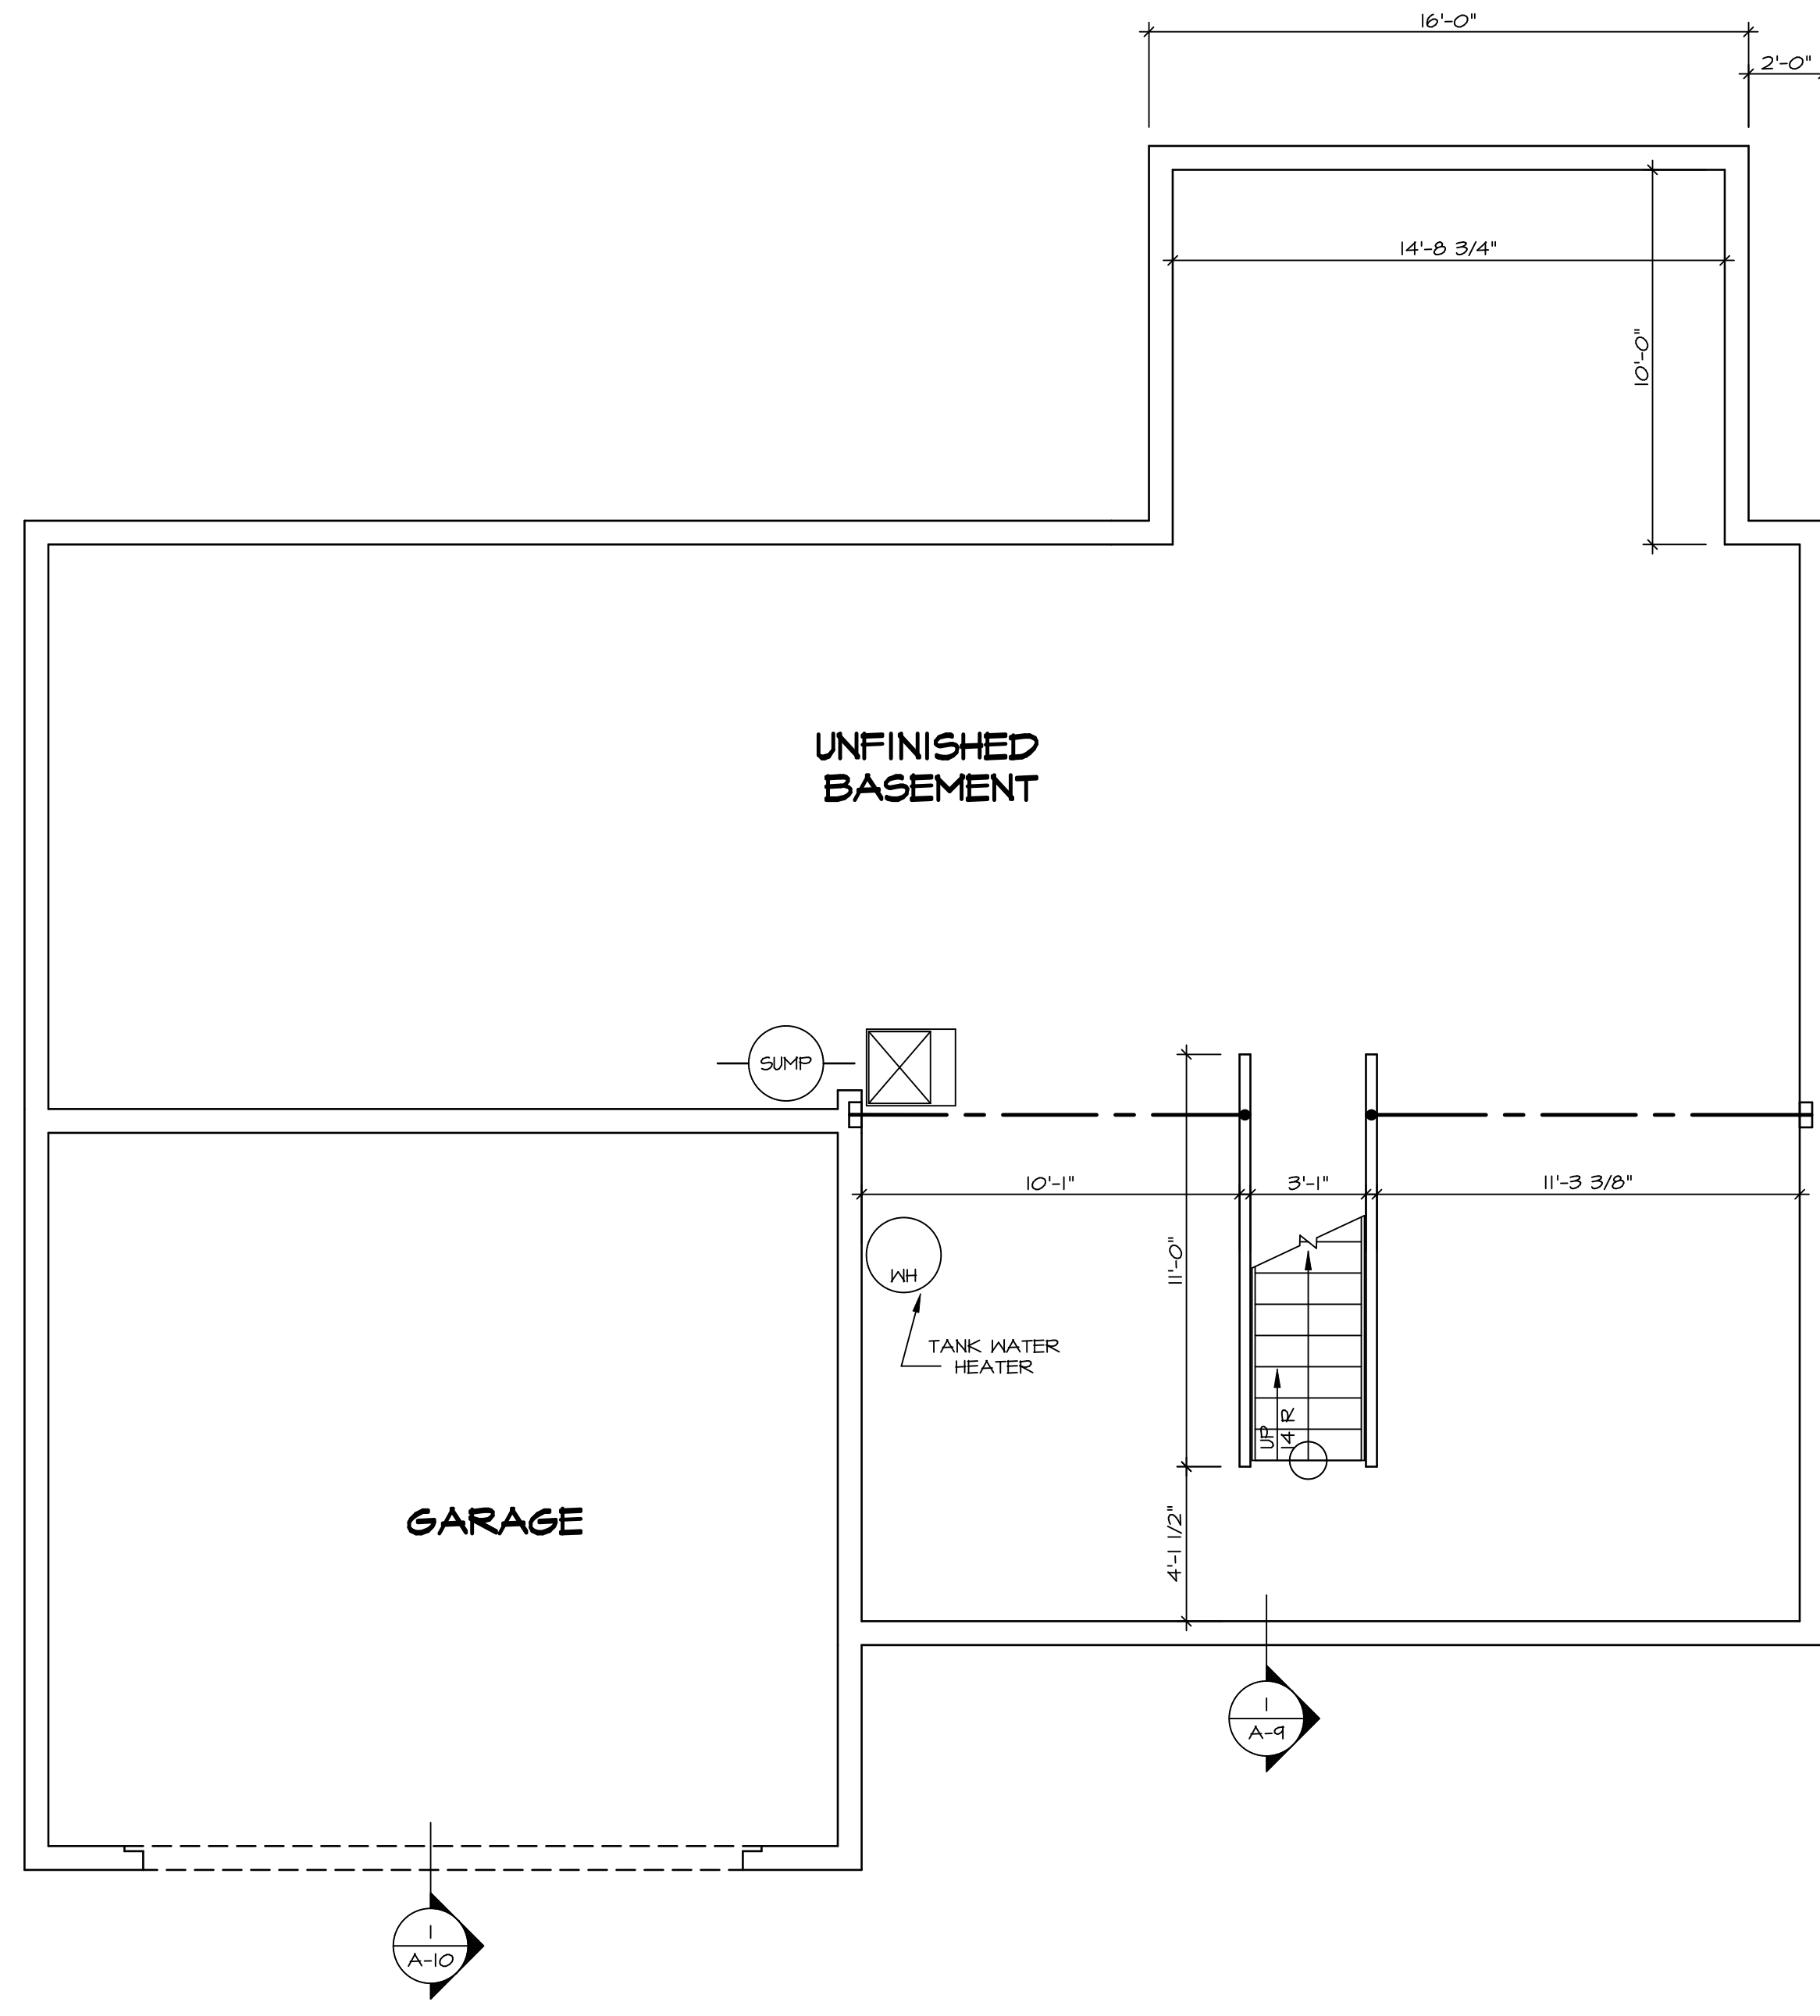 16'-0"
2'-0"
14'-8 3/4"
10'-0"
UNFINISHED
BASEMENT
SUMP
10'-1"
3'-1"
11'-3 3/8"
11'-0"
WH
TANK WATER
HEATER
UP
14 R
GARAGE
4'-1 1/2"
1
A-9
1
A-10